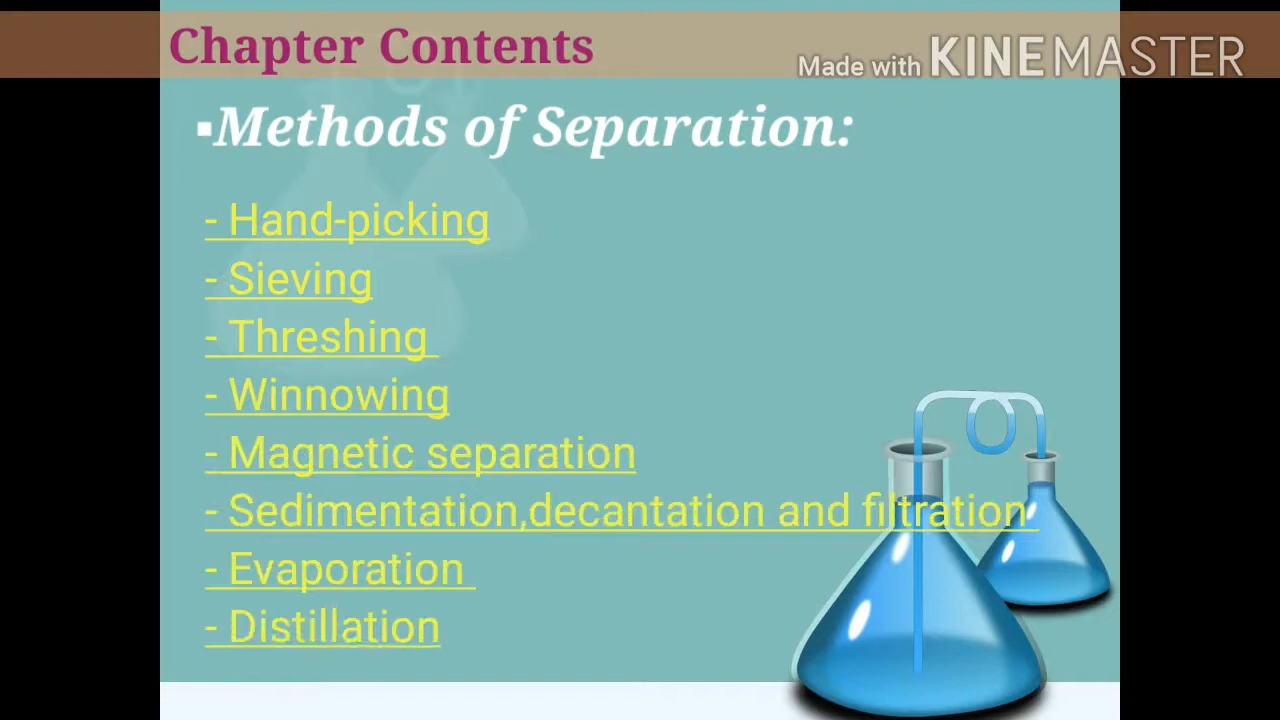 Chapter Contents
Made with KINEMASTER
▪Methods of Separation:
- Hand-picking
- Sieving
- Threshing
- Winnowing
- Magnetic separation
- Sedimentation,decantation and filtration
- Evaporation
- Distillation